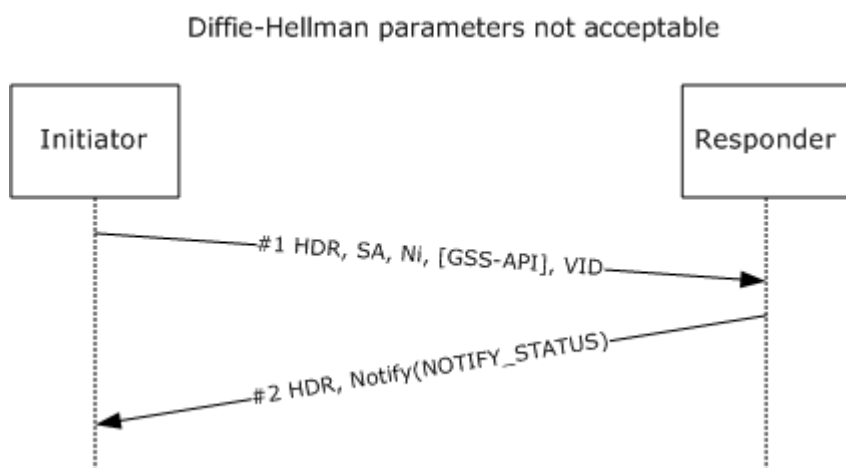 Diffie-Hellman parameters not acceptable
Initiator
Responder
#1 HDR, SA, Ni, [GSS-API], VID
#2 HDR, Notify(NOTIFY_STATUS)